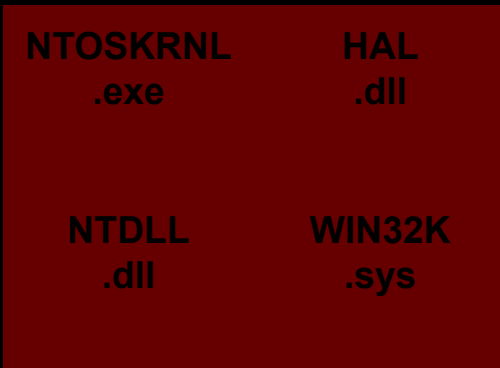 NTOSKRNL
.exe
HAL
.dll
NTDLL
.dll
WIN32K
.sys